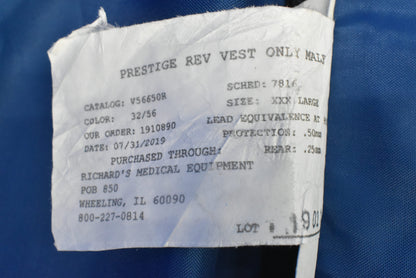 PRESTIGE REV VEST ONLY MALE
SCHED: 7816
CATALOG: V56650R
SIZE: XXX LARGE
COLOR: 32/56
LEAD EQUIVALENCE AT
OUR ORDER: 1910890
PROTECTION: .50mm
DATE: 07/31/2019
REAR: .25mm
PURCHASED THROUGH:
RICHARD'S MEDICAL EQUIPMENT
POB 850
WHEELING, IL 60090
800-227-0814
LOT